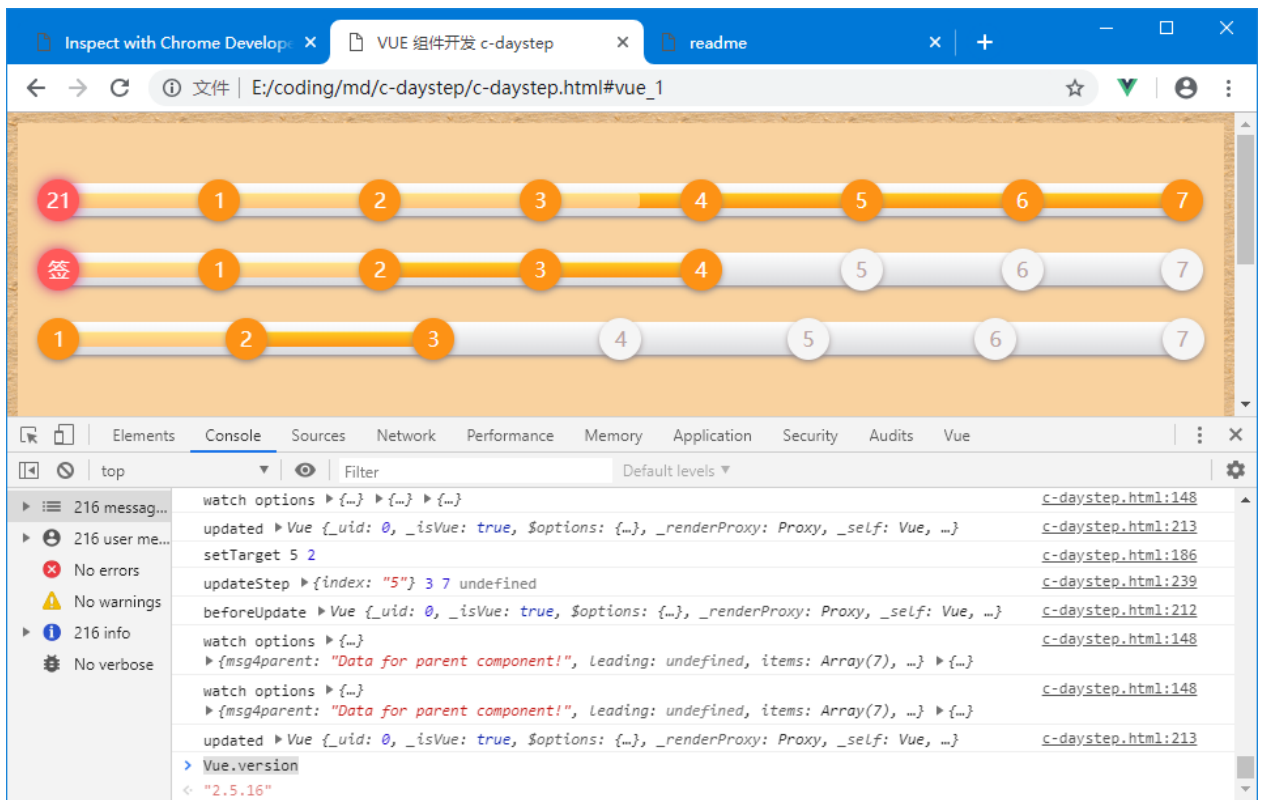 Inspect with Chrome Develope VUE 组件开发 c-daystep readme
文件 E:/coding/md/c-daystep/c-daystep.html#vue_1
21 1 2 3 4 5 6 7
签 1 2 3 4 5 6 7
1 2 3 4 5 6 7
Elements Console Sources Network Performance Memory Application Security Audits Vue
top Filter Default levels ▼
216 messag...
216 user me...
No errors
No warnings
216 info
No verbose
watch options ▶{…} ▶{…} ▶{…} c-daystep.html:148
updated ▶Vue {_uid: 0, _isVue: true, $options: {…}, _renderProxy: Proxy, _self: Vue, …} c-daystep.html:213
setTarget 5 2 c-daystep.html:186
updateStep ▶{index: "5"} 3 7 undefined c-daystep.html:239
beforeUpdate ▶Vue {_uid: 0, _isVue: true, $options: {…}, _renderProxy: Proxy, _self: Vue, …} c-daystep.html:212
watch options ▶{…} c-daystep.html:148
▶{msg4parent: "Data for parent component!", Leading: undefined, items: Array(7), …} ▶{…}
watch options ▶{…} c-daystep.html:148
▶{msg4parent: "Data for parent component!", Leading: undefined, items: Array(7), …} ▶{…}
updated ▶Vue {_uid: 0, _isVue: true, $options: {…}, _renderProxy: Proxy, _self: Vue, …} c-daystep.html:213
> Vue.version
"2.5.16"